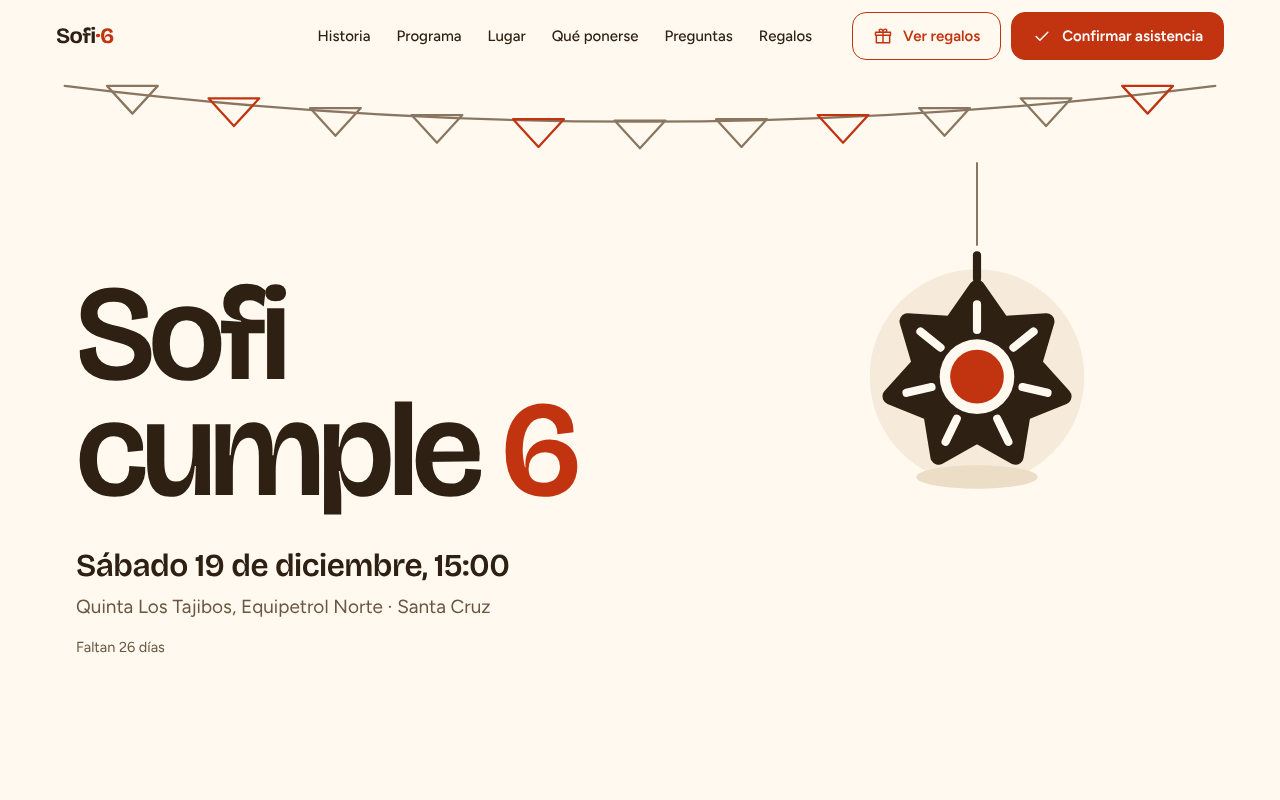 Sofi·6
Historia
Programa
Lugar
Qué ponerse
Preguntas
Regalos
Ver regalos
Confirmar asistencia
Sofi
cumple 6
Sábado 19 de diciembre, 15:00
Quinta Los Tajibos, Equipetrol Norte · Santa Cruz
Faltan 26 días